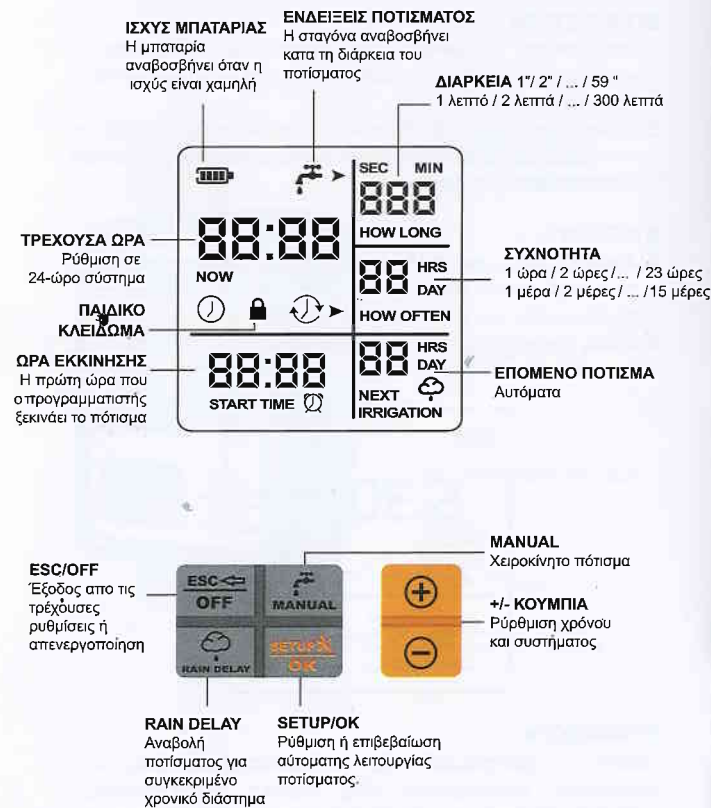 ΙΣΧΥΣ ΜΠΑΤΑΡΙΑΣ
Η μπαταρία
αναβοσβήνει όταν η
ισχύς είναι χαμηλή
ΕΝΔΕΙΞΕΙΣ ΠΟΤΙΣΜΑΤΟΣ
Η σταγόνα αναβοσβήνει
κατα τη διάρκεια του
ποτίσματος
ΔΙΑΡΚΕΙΑ 1"/ 2" / ... / 59 "
1 λεπτό / 2 λεπτά / ... / 300 λεπτά
SEC MIN
888
HOW LONG
88:88
NOW
ΤΡΕΧΟΥΣΑ ΩΡΑ
Ρύθμιση σε
24-ώρο σύστημα
88 HRS
DAY
HOW OFTEN
ΣΥΧΝΟΤΗΤΑ
1 ώρα / 2 ώρες /... / 23 ώρες
1 μέρα / 2 μέρες/ ... /15 μέρες
ΠΑΙΔΙΚΟ
ΚΛΕΙΔΩΜΑ
ΩΡΑ ΕΚΚΙΝΗΣΗΣ
Η πρώτη ώρα που
ο προγραμματιστής
ξεκινάει το πότισμα
88:88
START TIME
88 HRS
DAY
NEXT
IRRIGATION
ΕΠΟΜΕΝΟ ΠΟΤΙΣΜΑ
Αυτόματα
ESC/OFF
Έξοδος απο τις
τρέχουσες
ρυθμίσεις ή
απενεργοποίηση
ESC
OFF
MANUAL
RAIN DELAY
SETUP
OK
MANUAL
Χειροκίνητο πότισμα
+/- ΚΟΥΜΠΙΑ
Ρύρθμιση χρόνου
και συστήματος
RAIN DELAY
Αναβολή
ποτίσματος για
συγκεκριμένο
χρονικό διάστημα
SETUP/OK
Ρύθμιση ή επιβεβαίωση
αύτοματης λειτουργίας
ποτίσματος.